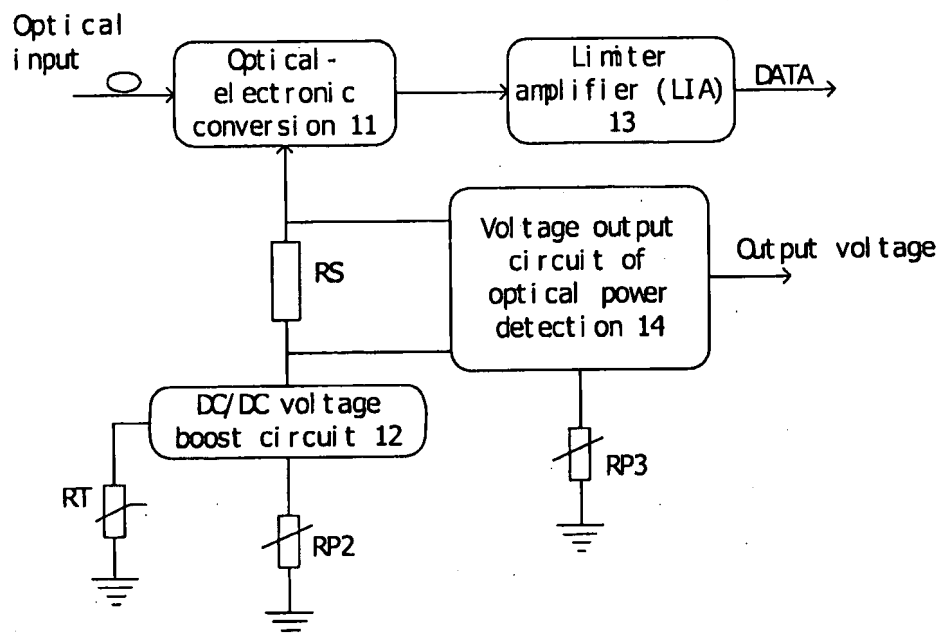 Optical
input
Optical-
electronic
conversion 11
Limiter
amplifier (LIA)
13
DATA
RS
Voltage output
circuit of
optical power
detection 14
Output voltage
DC/DC voltage
boost circuit 12
RT
RP2
RP3